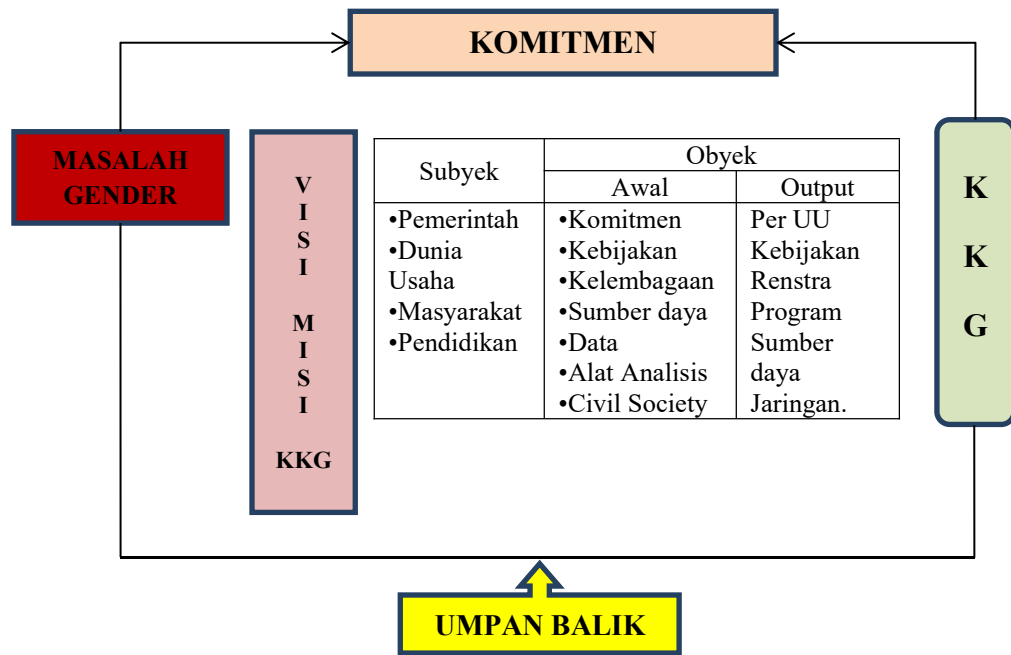 KOMITMEN
MASALAH
GENDER
V
I
S
I
M
I
S
I
KKG
Subyek
Obyek
Awal
Output
•Pemerintah
•Dunia
Usaha
•Masyarakat
•Pendidikan
•Komitmen
•Kebijakan
•Kelembagaan
•Sumber daya
•Data
•Alat Analisis
•Civil Society
Per UU
Kebijakan
Renstra
Program
Sumber
daya
Jaringan.
K
K
G
UMPAN BALIK